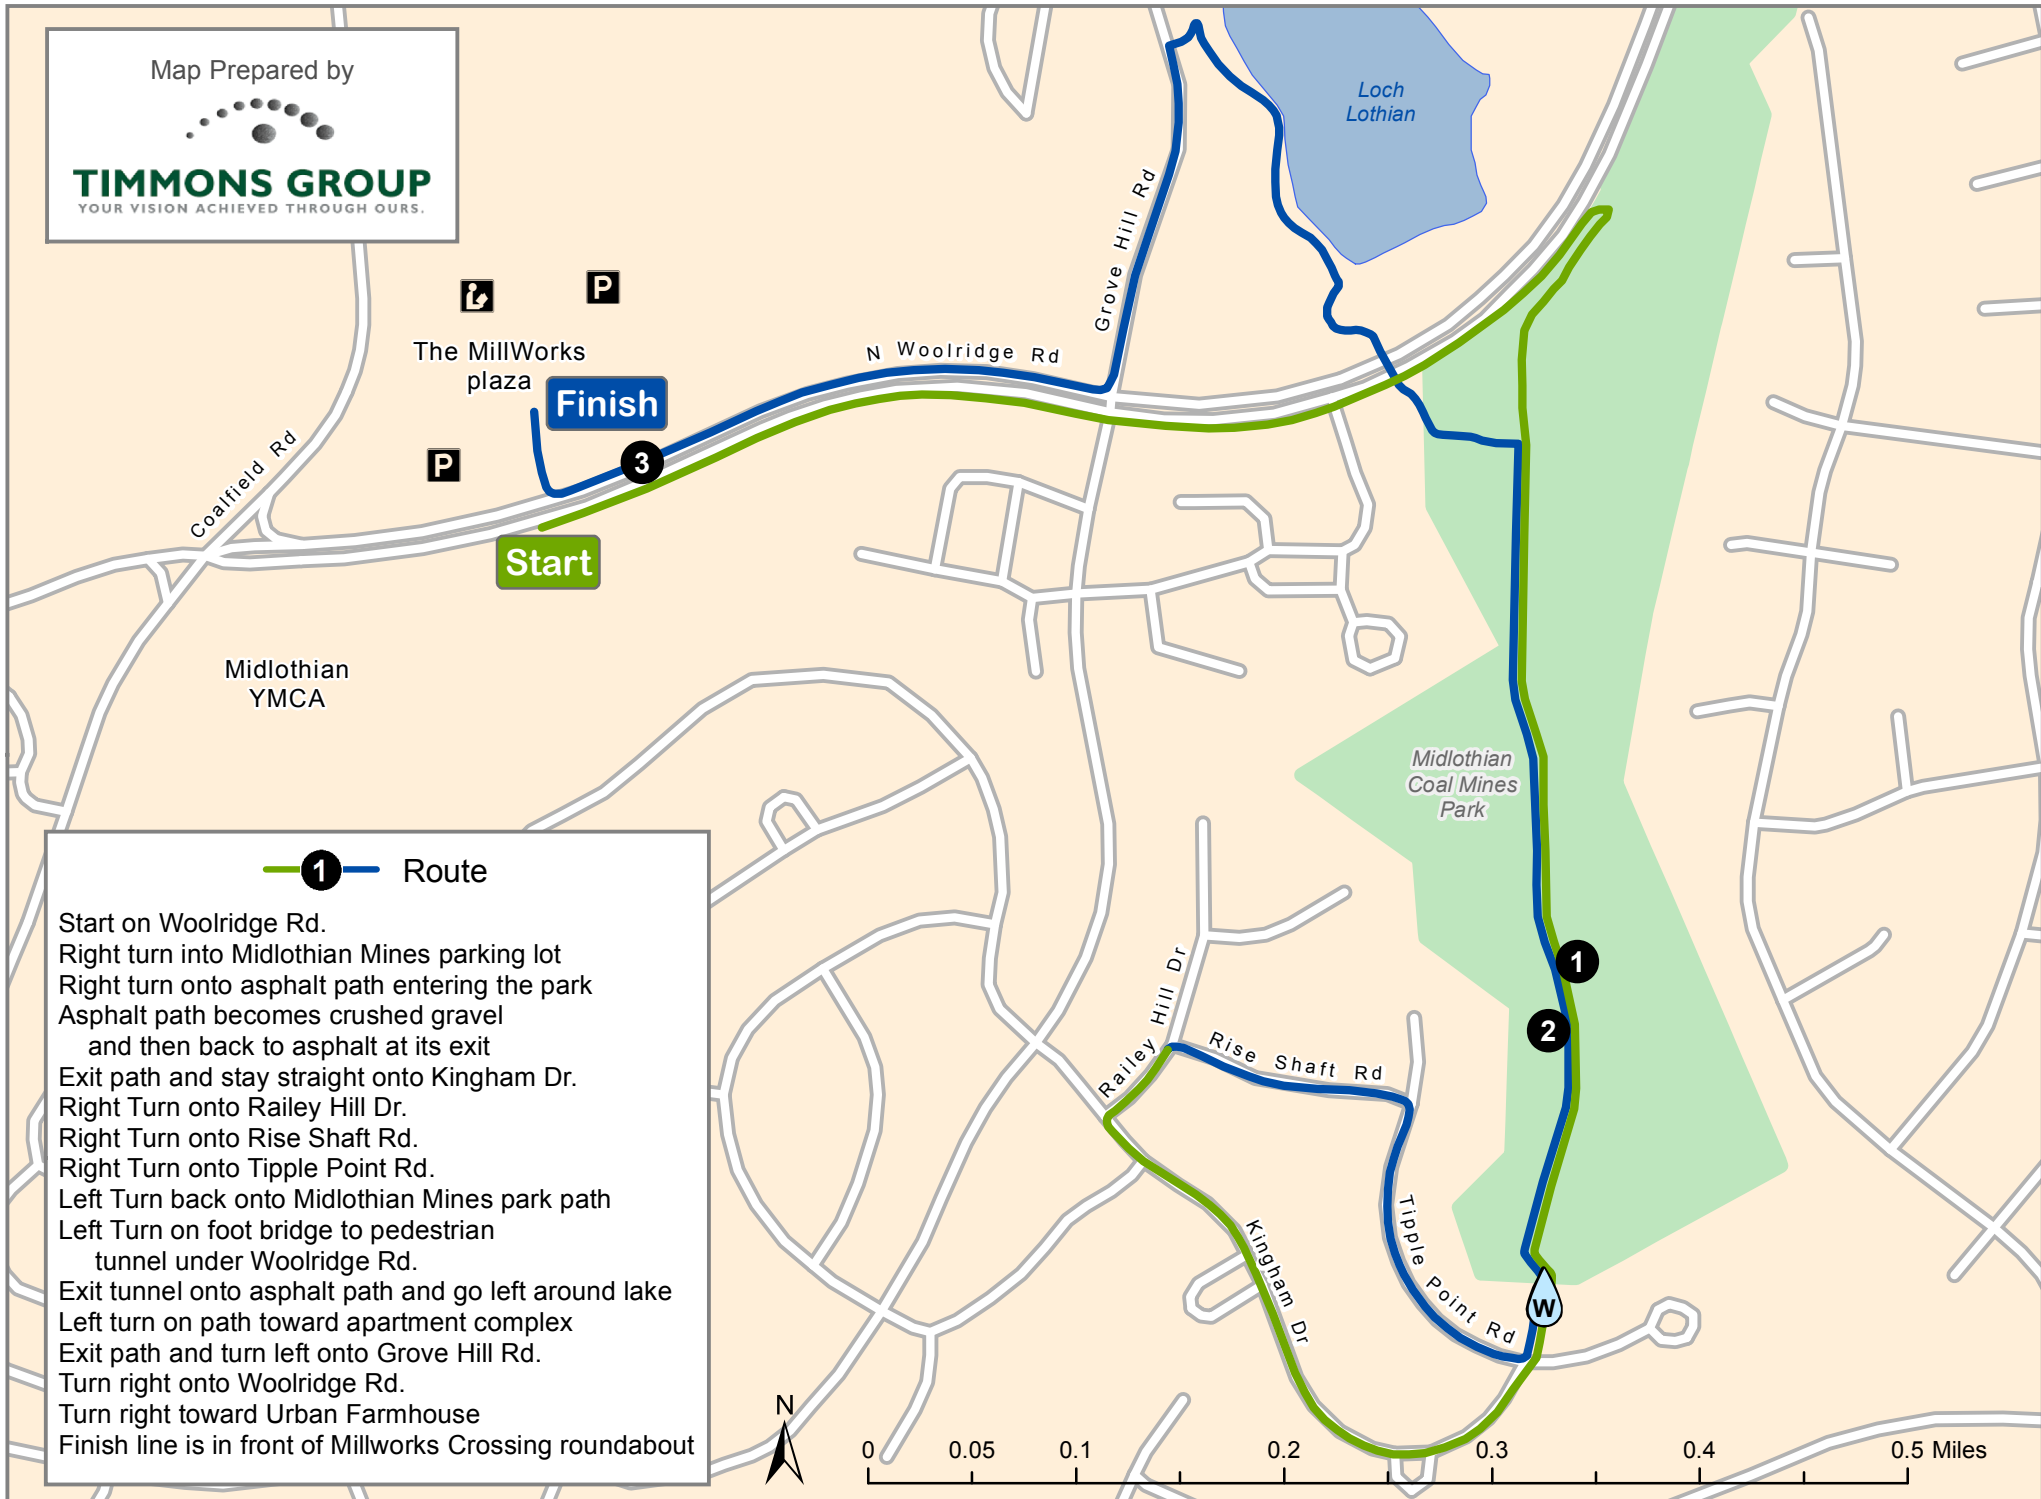 Map Prepared by
TIMMONS GROUP
YOUR VISION ACHIEVED THROUGH OURS.
Loch
Lothian
Grove Hill Rd
P
The MillWorks
plaza
N Woolridge Rd
Finish
3
P
Coalfield Rd
Start
Midlothian
YMCA
Midlothian
Coal Mines
Park
1
2
Railey Hill Dr
Rise Shaft Rd
Tipple Point Rd
Kingham Dr
W
1 Route
Start on Woolridge Rd.
Right turn into Midlothian Mines parking lot
Right turn onto asphalt path entering the park
Asphalt path becomes crushed gravel
and then back to asphalt at its exit
Exit path and stay straight onto Kingham Dr.
Right Turn onto Railey Hill Dr.
Right Turn onto Rise Shaft Rd.
Right Turn onto Tipple Point Rd.
Left Turn back onto Midlothian Mines park path
Left Turn on foot bridge to pedestrian
tunnel under Woolridge Rd.
Exit tunnel onto asphalt path and go left around lake
Left turn on path toward apartment complex
Exit path and turn left onto Grove Hill Rd.
Turn right onto Woolridge Rd.
Turn right toward Urban Farmhouse
Finish line is in front of Millworks Crossing roundabout
N
0 0.05 0.1 0.2 0.3 0.4 0.5 Miles